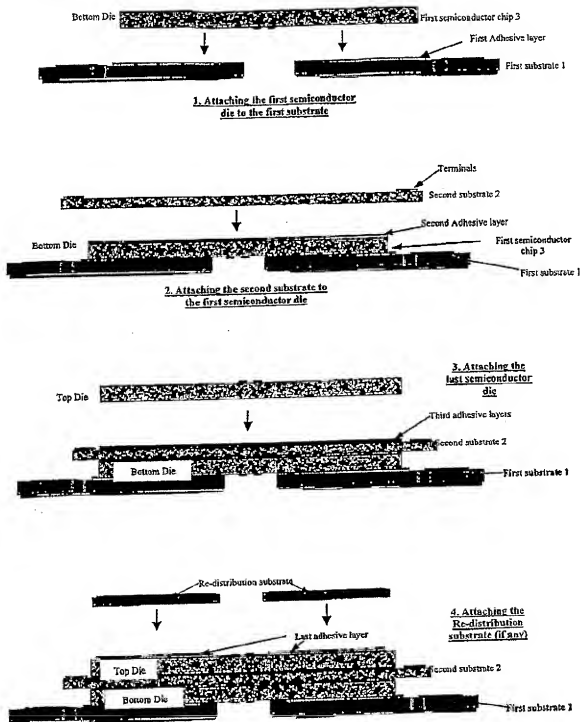 Bottom Die
First semiconductor chip 3
First Adhesive layer
First substrate 1
1. Attaching the first semiconductor
die to the first substrate
Terminals
Second substrate 2
Second Adhesive layer
Bottom Die
First semiconductor
chip 3
First substrate 1
2. Attaching the second substrate to
the first semiconductor die
3. Attaching the
last semiconductor
die
Top Die
Third adhesive layers
Second substrate 2
Bottom Die
First substrate 1
Re-distribution substrate
4. Attaching the
Re-distribution
substrate (if any)
Last adhesive layer
Top Die
Second substrate 2
Bottom Die
First substrate 1